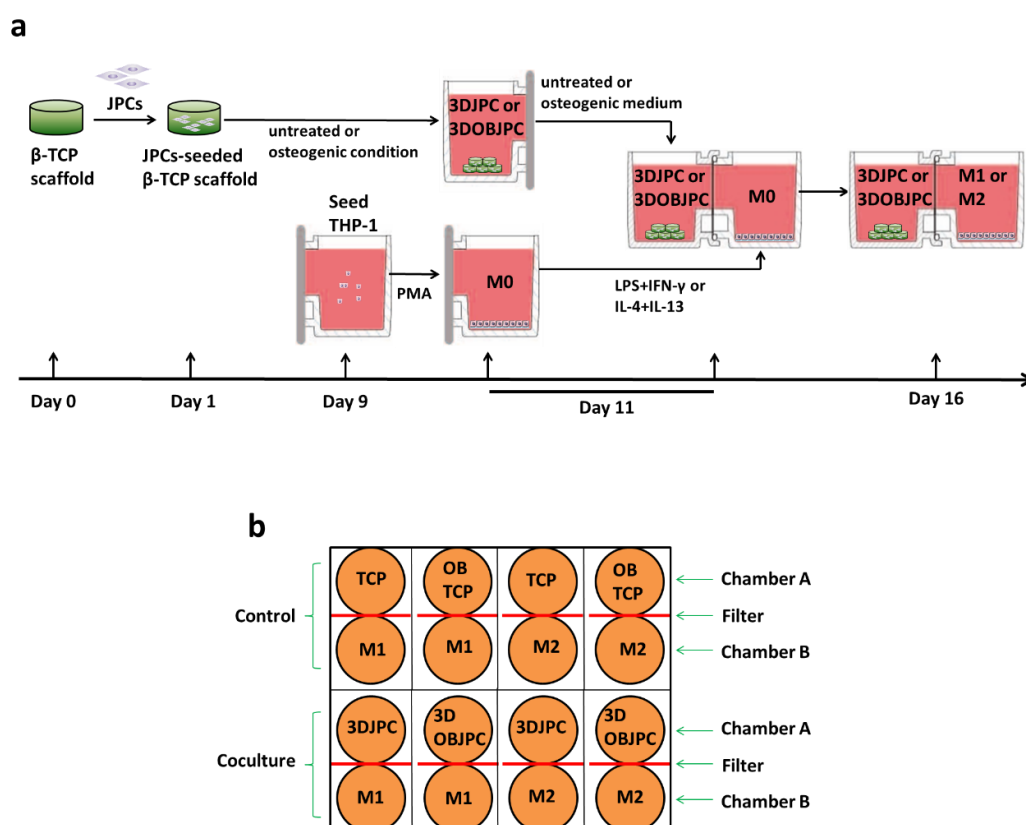 a
JPCs
β-TCP
scaffold
JPCs-seeded
β-TCP scaffold
untreated or
osteogenic condition
3DJPC or
3DOBJPC
untreated or
osteogenic medium
Seed
THP-1
PMA
M0
LPS+IFN-γ or
IL-4+IL-13
3DJPC or
3DOBJPC
M0
3DJPC or
3DOBJPC
M1 or
M2
Day 0
Day 1
Day 9
Day 11
Day 16
b
Control
TCP
OB
TCP
TCP
OB
TCP
Chamber A
Filter
M1
M1
M2
M2
Chamber B
Coculture
3DJPC
3D
OBJPC
3DJPC
3D
OBJPC
Chamber A
Filter
M1
M1
M2
M2
Chamber B